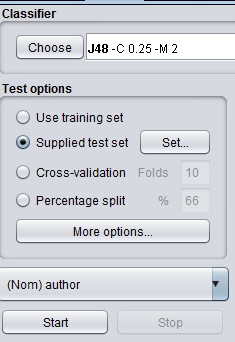 Classifier
Choose J48 -C 0.25 -M 2
Test options
Use training set
Supplied test set Set...
Cross-validation Folds 10
Percentage split % 66
More options...
(Nom) author
Start Stop